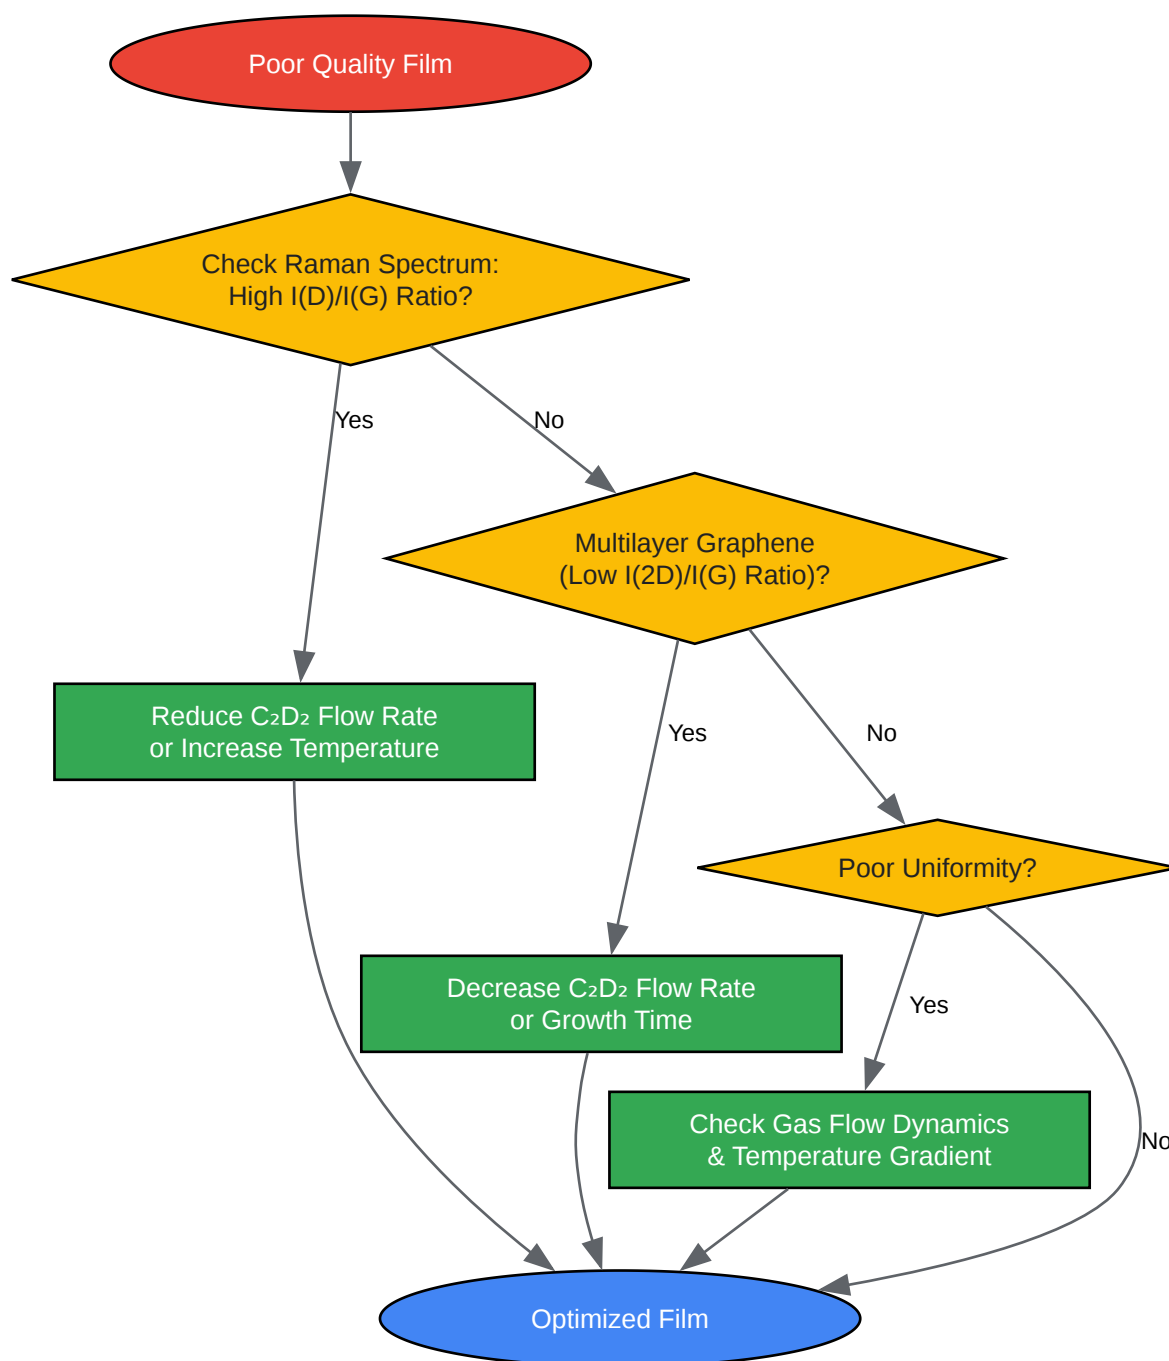 Poor Quality Film
Check Raman Spectrum:
High I(D)/I(G) Ratio?
Yes
No
Multilayer Graphene
(Low I(2D)/I(G) Ratio)?
Reduce C₂D₂ Flow Rate
or Increase Temperature
Yes
No
Poor Uniformity?
Decrease C₂D₂ Flow Rate
or Growth Time
Yes
Check Gas Flow Dynamics
& Temperature Gradient
No
Optimized Film